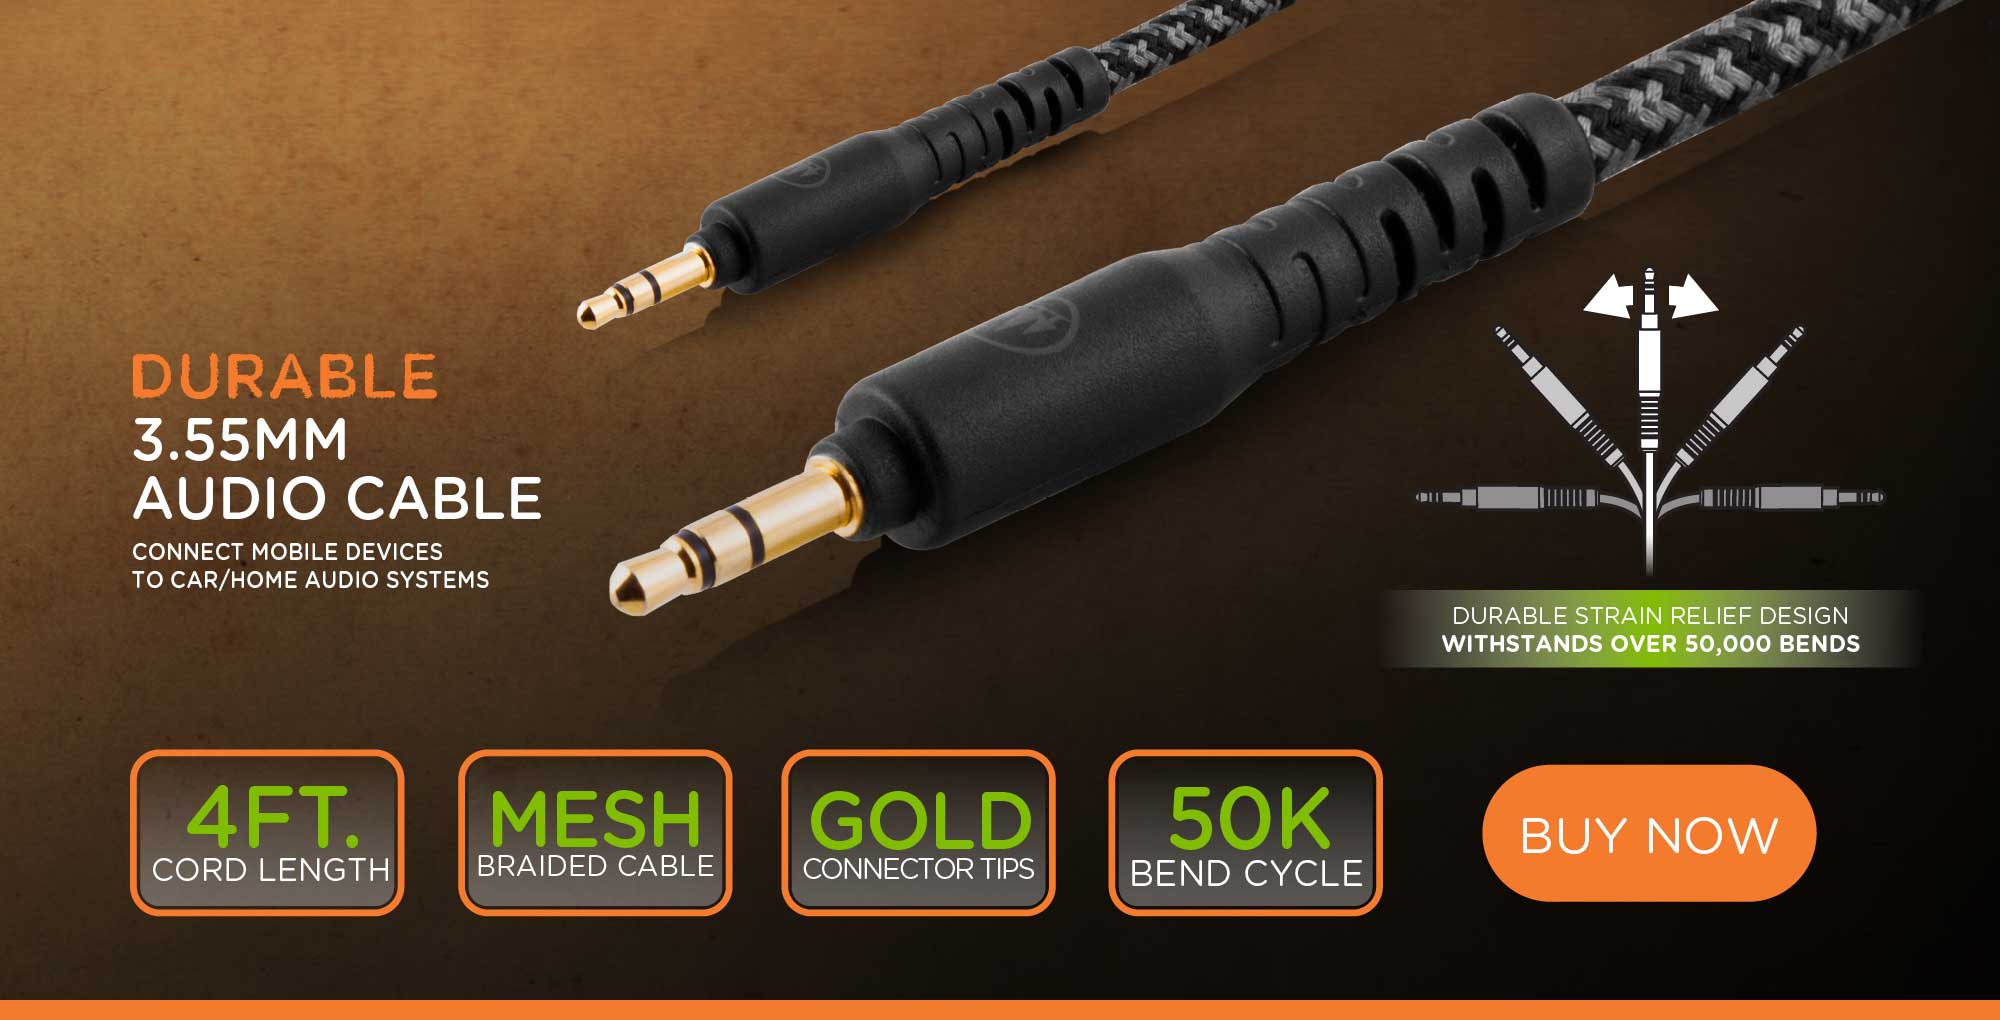 DURABLE
3.55MM
AUDIO CABLE
CONNECT MOBILE DEVICES
TO CAR/HOME AUDIO SYSTEMS
DURABLE STRAIN RELIEF DESIGN
WITHSTANDS OVER 50,000 BENDS
4FT.
CORD LENGTH
MESH
BRAIDED CABLE
GOLD
CONNECTOR TIPS
50K
BEND CYCLE
BUY NOW